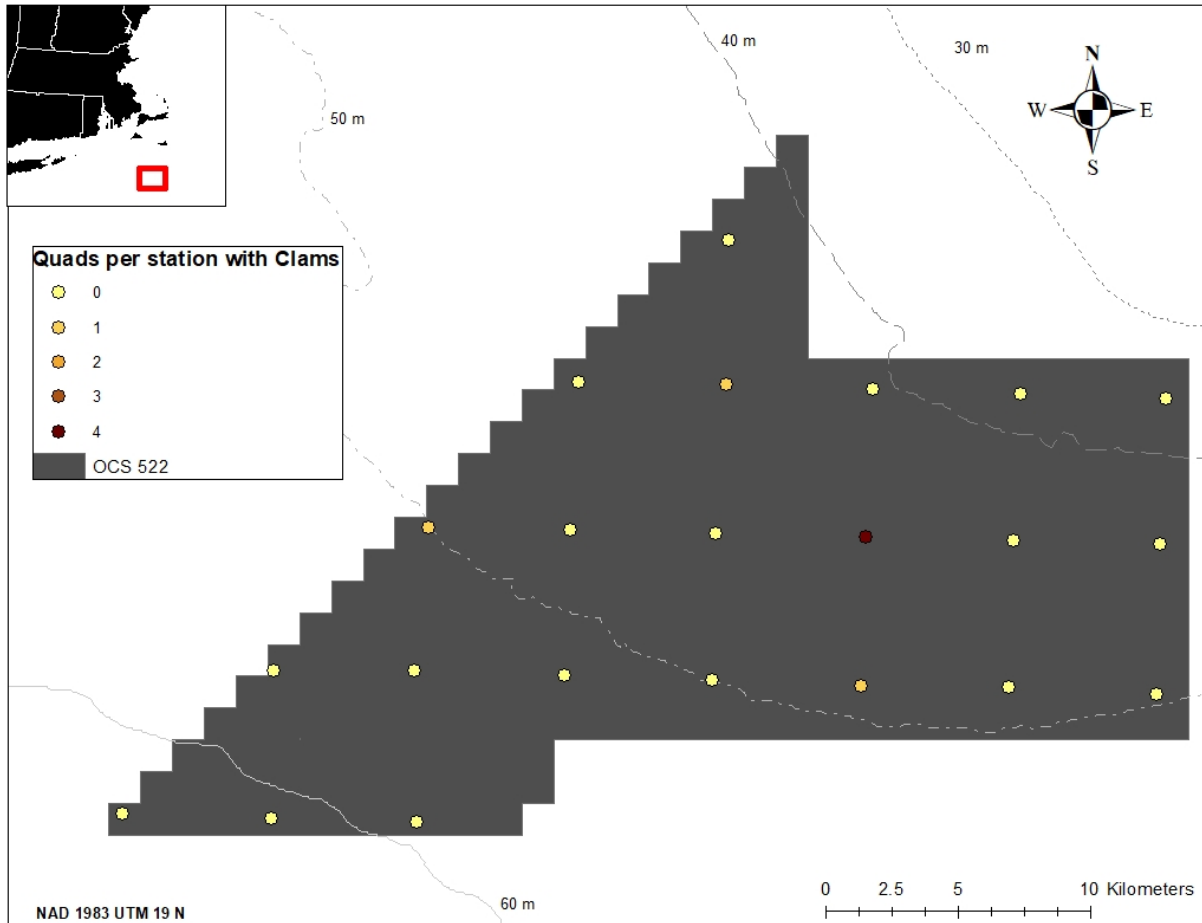 40 m
30 m
50 m
N
W
E
S
Quads per station with Clams
0
1
2
3
4
OCS 522
0 2.5 5 10 Kilometers
60 m
NAD 1983 UTM 19 N